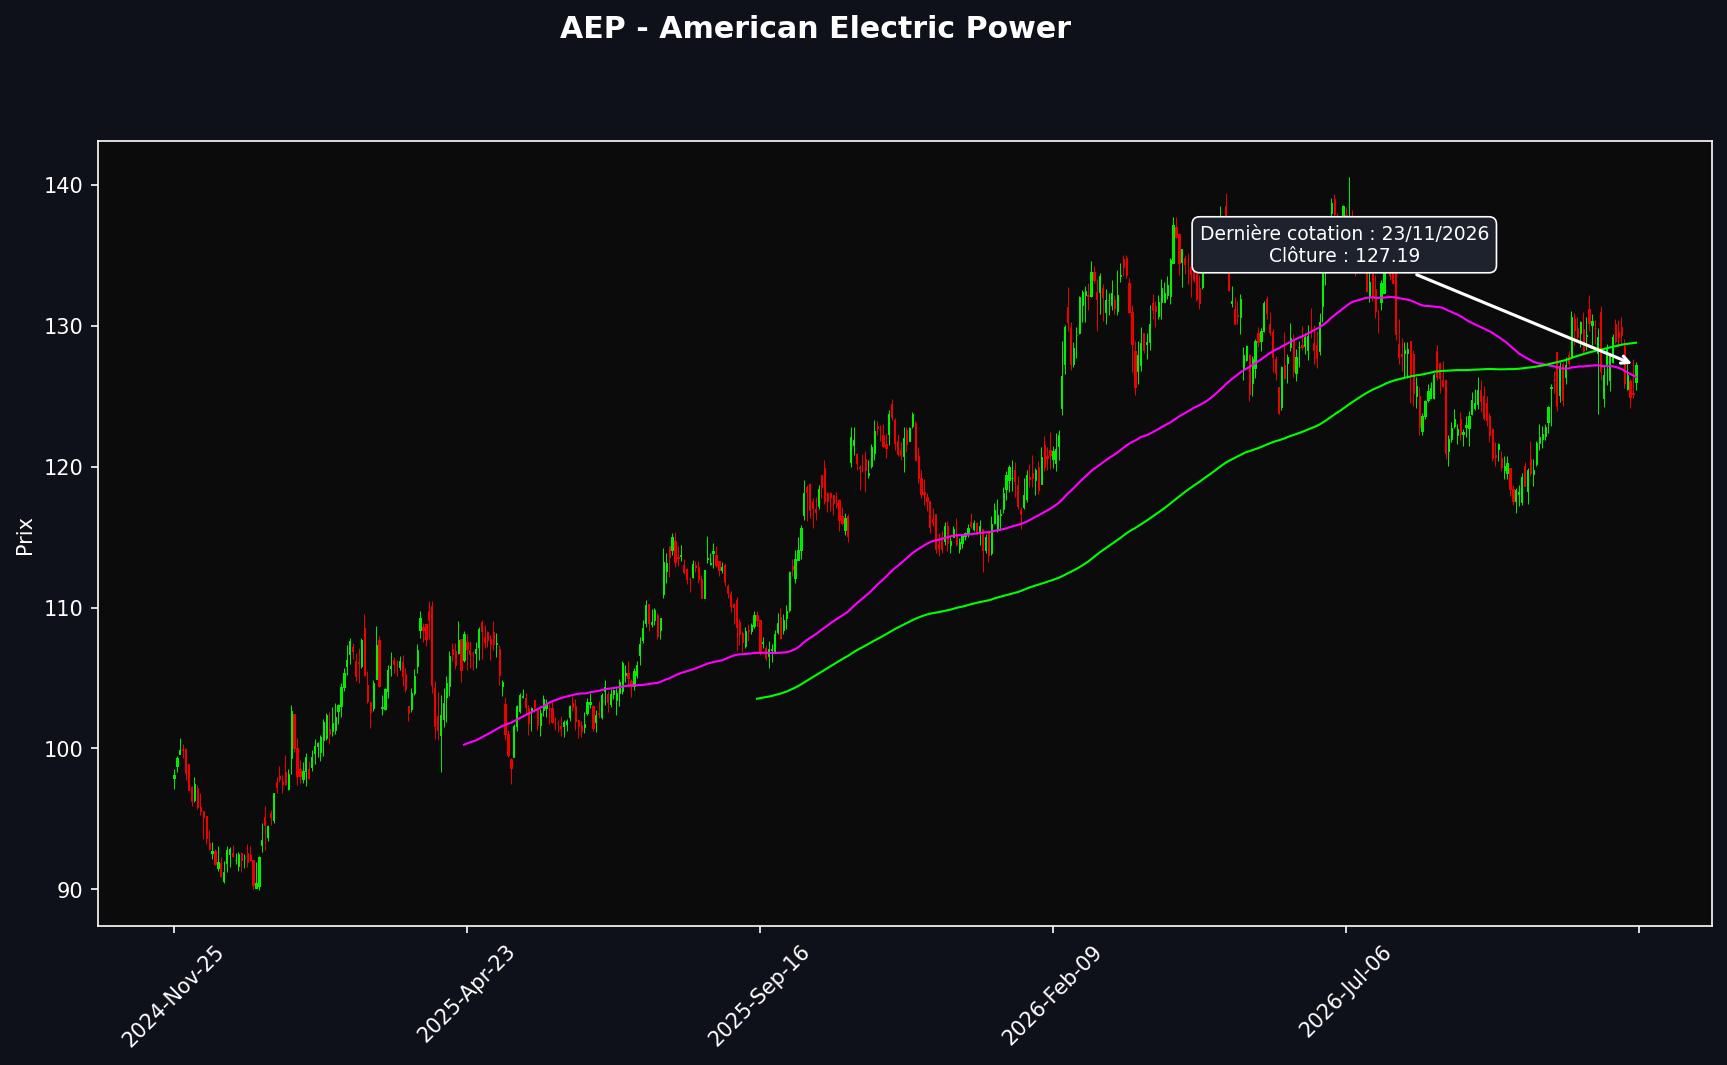 AEP - American Electric Power
Dernière cotation : 23/11/2026
Clôture : 127.19
Prix
140
130
120
110
100
90
2024-Nov-25
2025-Apr-23
2025-Sep-16
2026-Feb-09
2026-Jul-06